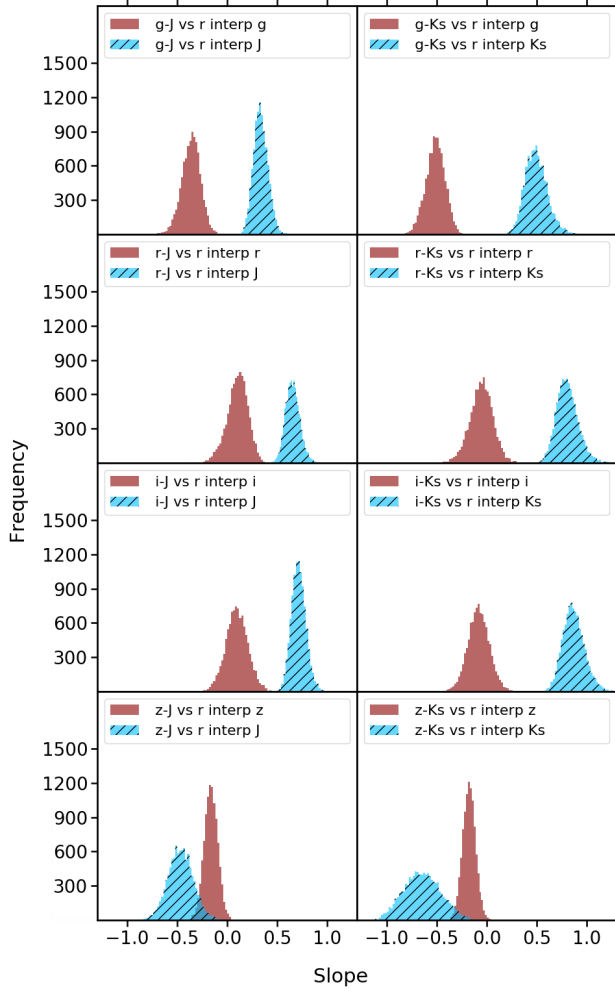 g-J vs r interp g
g-J vs r interp J
g-Ks vs r interp g
g-Ks vs r interp Ks
1500
1200
900
600
300
r-J vs r interp r
r-J vs r interp J
r-Ks vs r interp r
r-Ks vs r interp Ks
1500
1200
900
600
300
Frequency
i-J vs r interp i
i-J vs r interp J
i-Ks vs r interp i
i-Ks vs r interp Ks
1500
1200
900
600
300
z-J vs r interp z
z-J vs r interp J
z-Ks vs r interp z
z-Ks vs r interp Ks
1500
1200
900
600
300
−1.0 −0.5 0.0 0.5 1.0 −1.0 −0.5 0.0 0.5 1.0
Slope